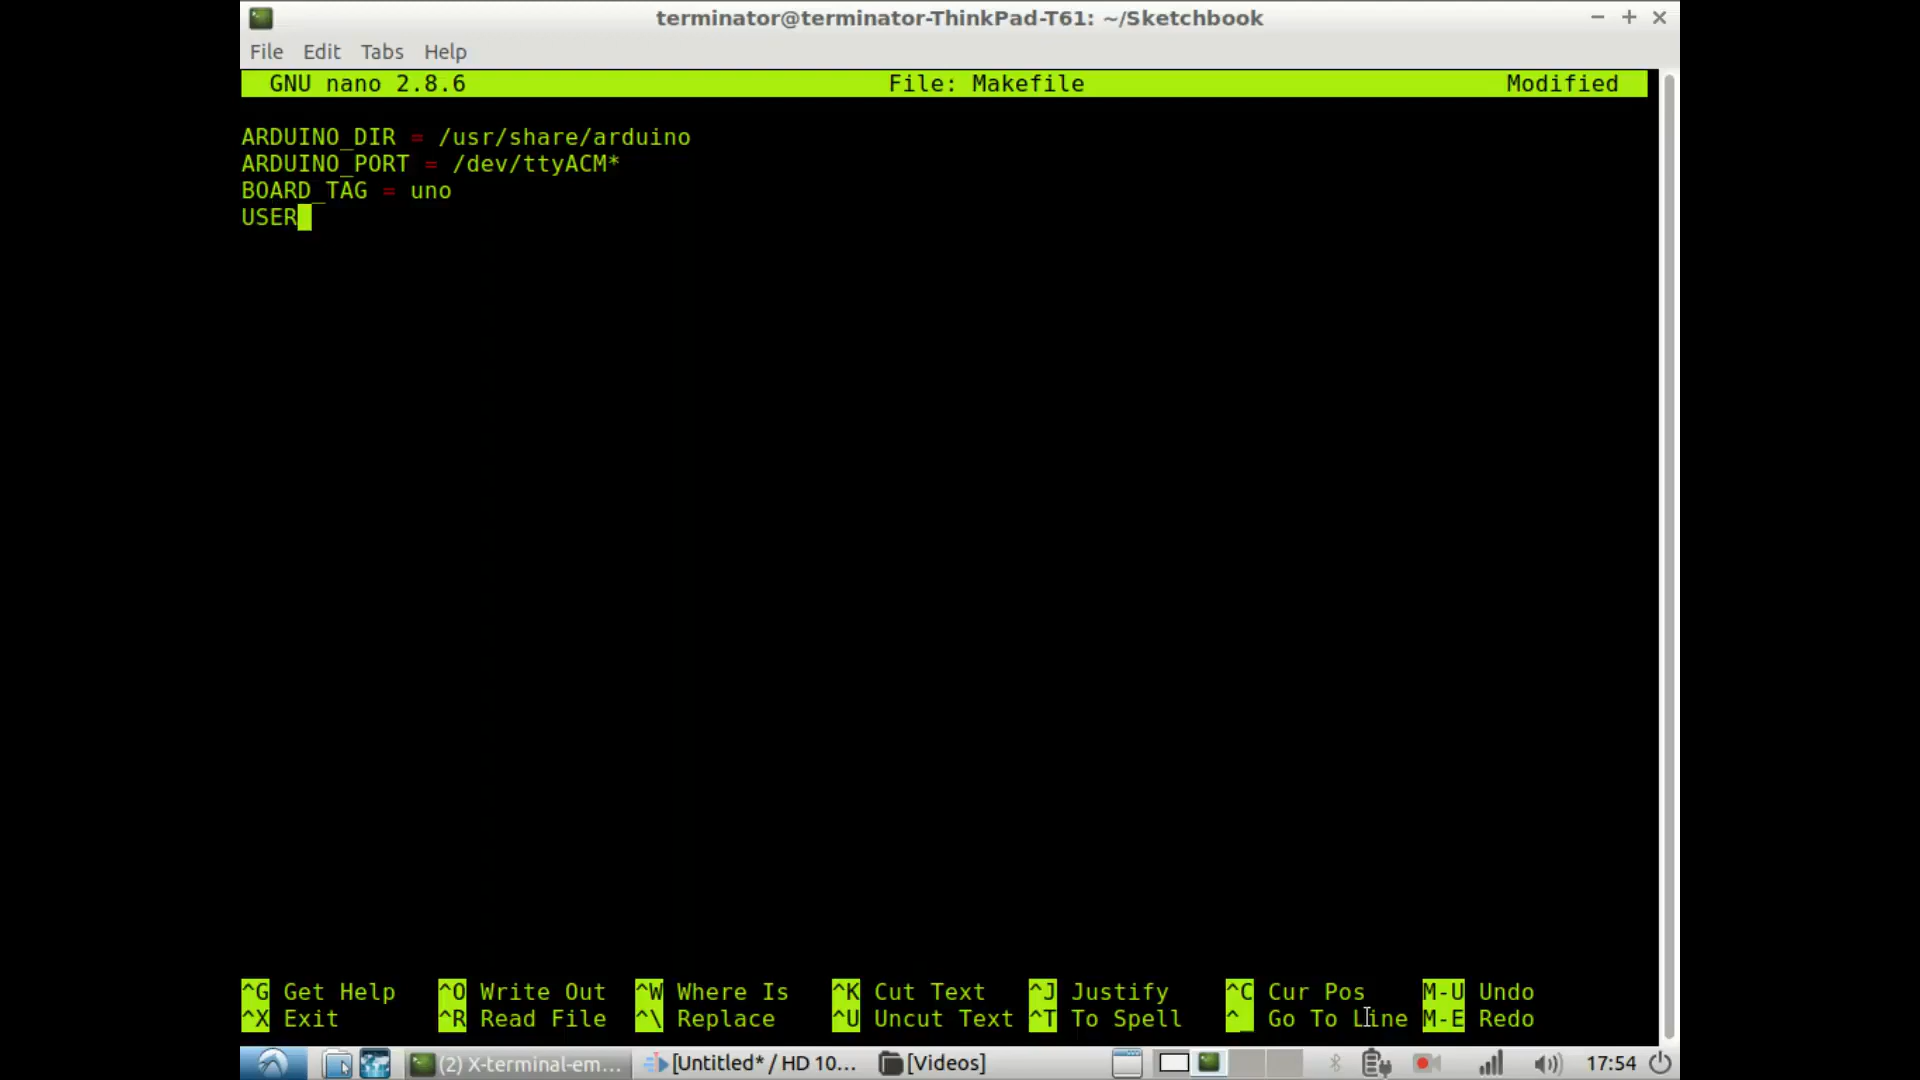 terminator@terminator-ThinkPad-T61: ~/Sketchbook
File Edit Tabs Help
GNU nano 2.8.6 File: Makefile Modified
ARDUINO_DIR = /usr/share/arduino
ARDUINO_PORT = /dev/ttyACM*
BOARD_TAG = uno
USER
^G Get Help ^O Write Out ^W Where Is ^K Cut Text ^J Justify ^C Cur Pos M-U Undo
^X Exit ^R Read File ^\ Replace ^U Uncut Text ^T To Spell ^_ Go To Line M-E Redo
(2) X-terminal-em... [Untitled* / HD 10... [Videos] 17:54